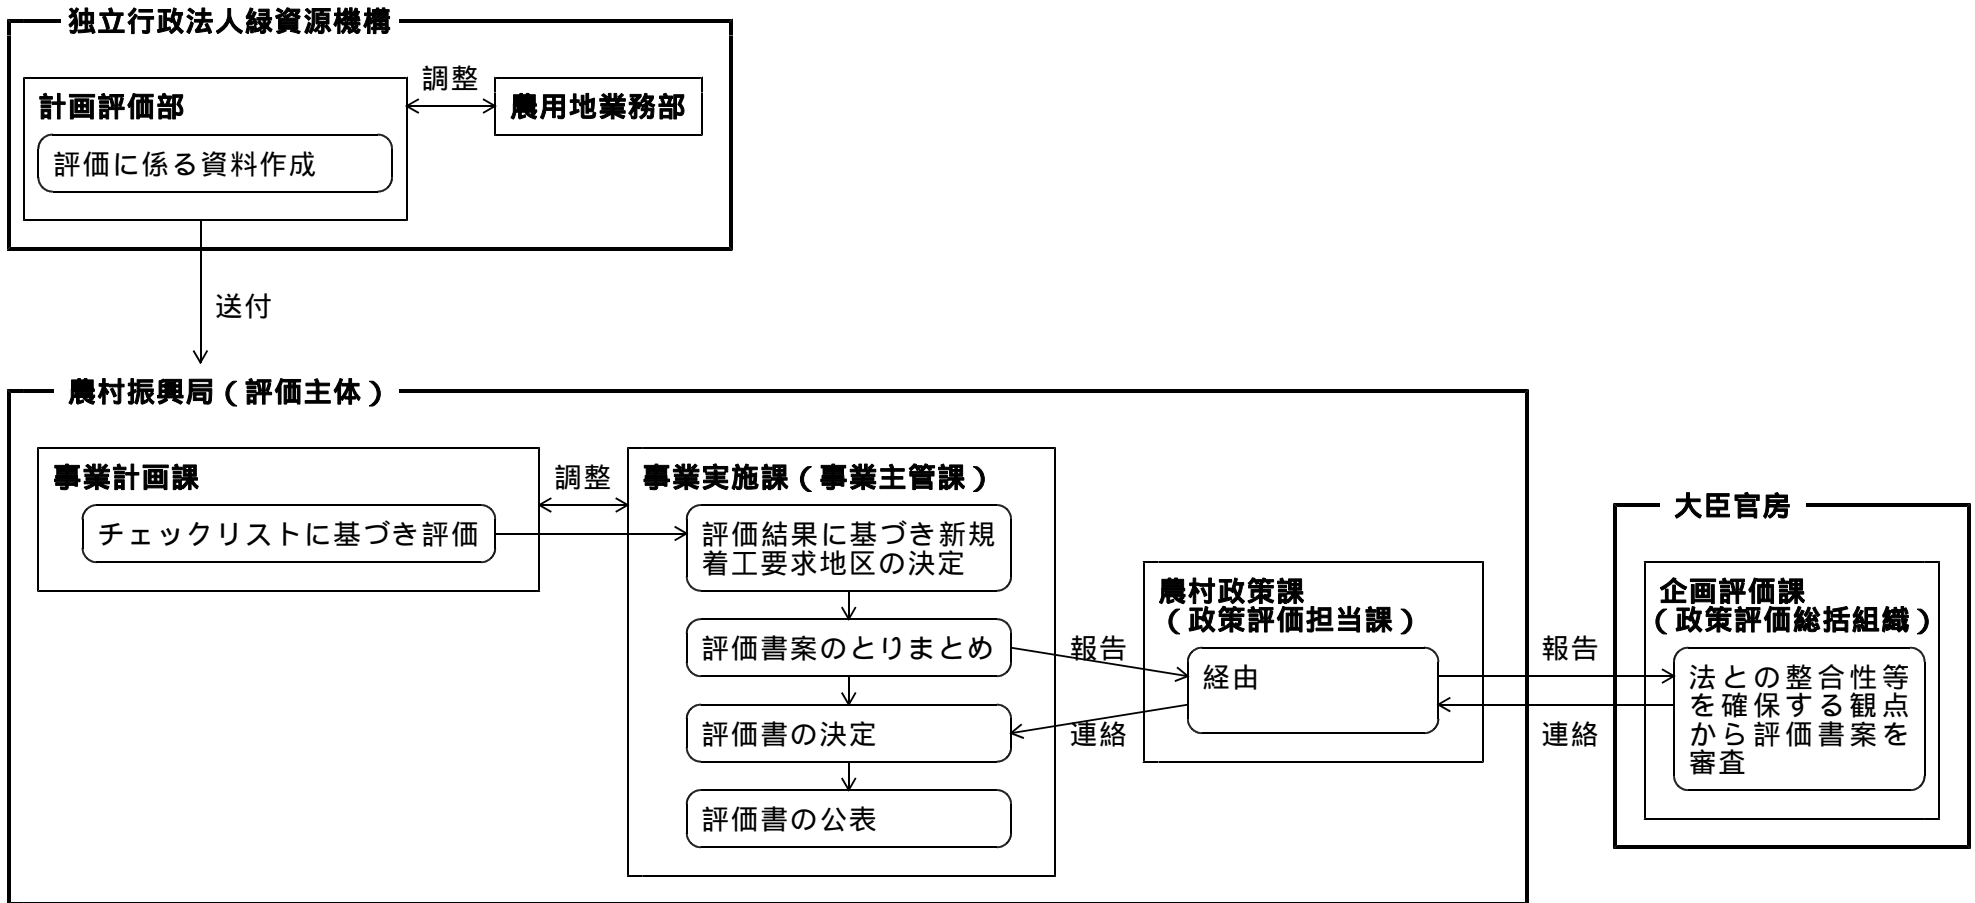 独立行政法人緑資源機構
計画評価部
調整
農用地業務部
評価に係る資料作成
送付
農村振興局（評価主体）
事業計画課
調整
事業実施課（事業主管課）
チェックリストに基づき評価
評価結果に基づき新規
着工要求地区の決定
評価書案のとりまとめ
評価書の決定
評価書の公表
報告
連絡
農村政策課
（政策評価担当課）
経由
報告
連絡
大臣官房
企画評価課
（政策評価総括組織）
法との整合性等
を確保する観点
から評価書案を
審査